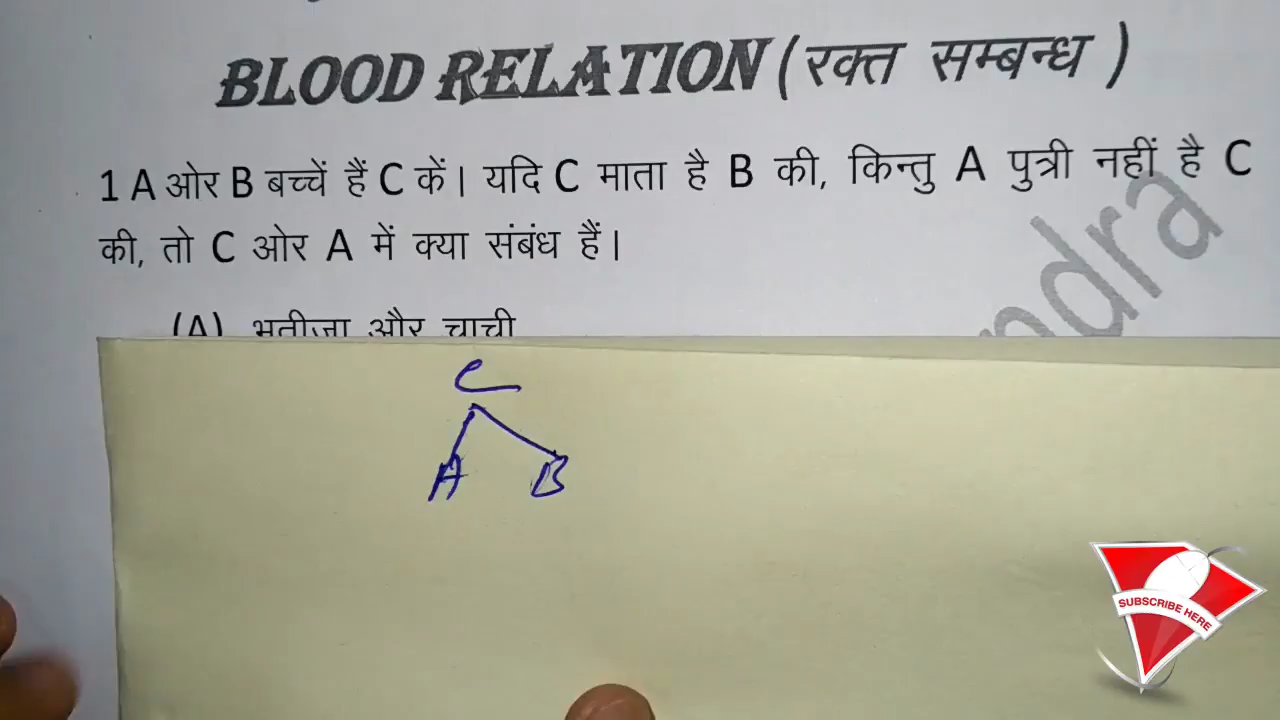 BLOOD RELATION (रक्त सम्बन्ध )
1 A ओर B बच्चें हैं C कें। यदि C माता है B की, किन्तु A पुत्री नहीं है C
की, तो C ओर A में क्या संबंध हैं।
(A) भतीजा और चाची
C
A B
SUBSCRIBE HERE